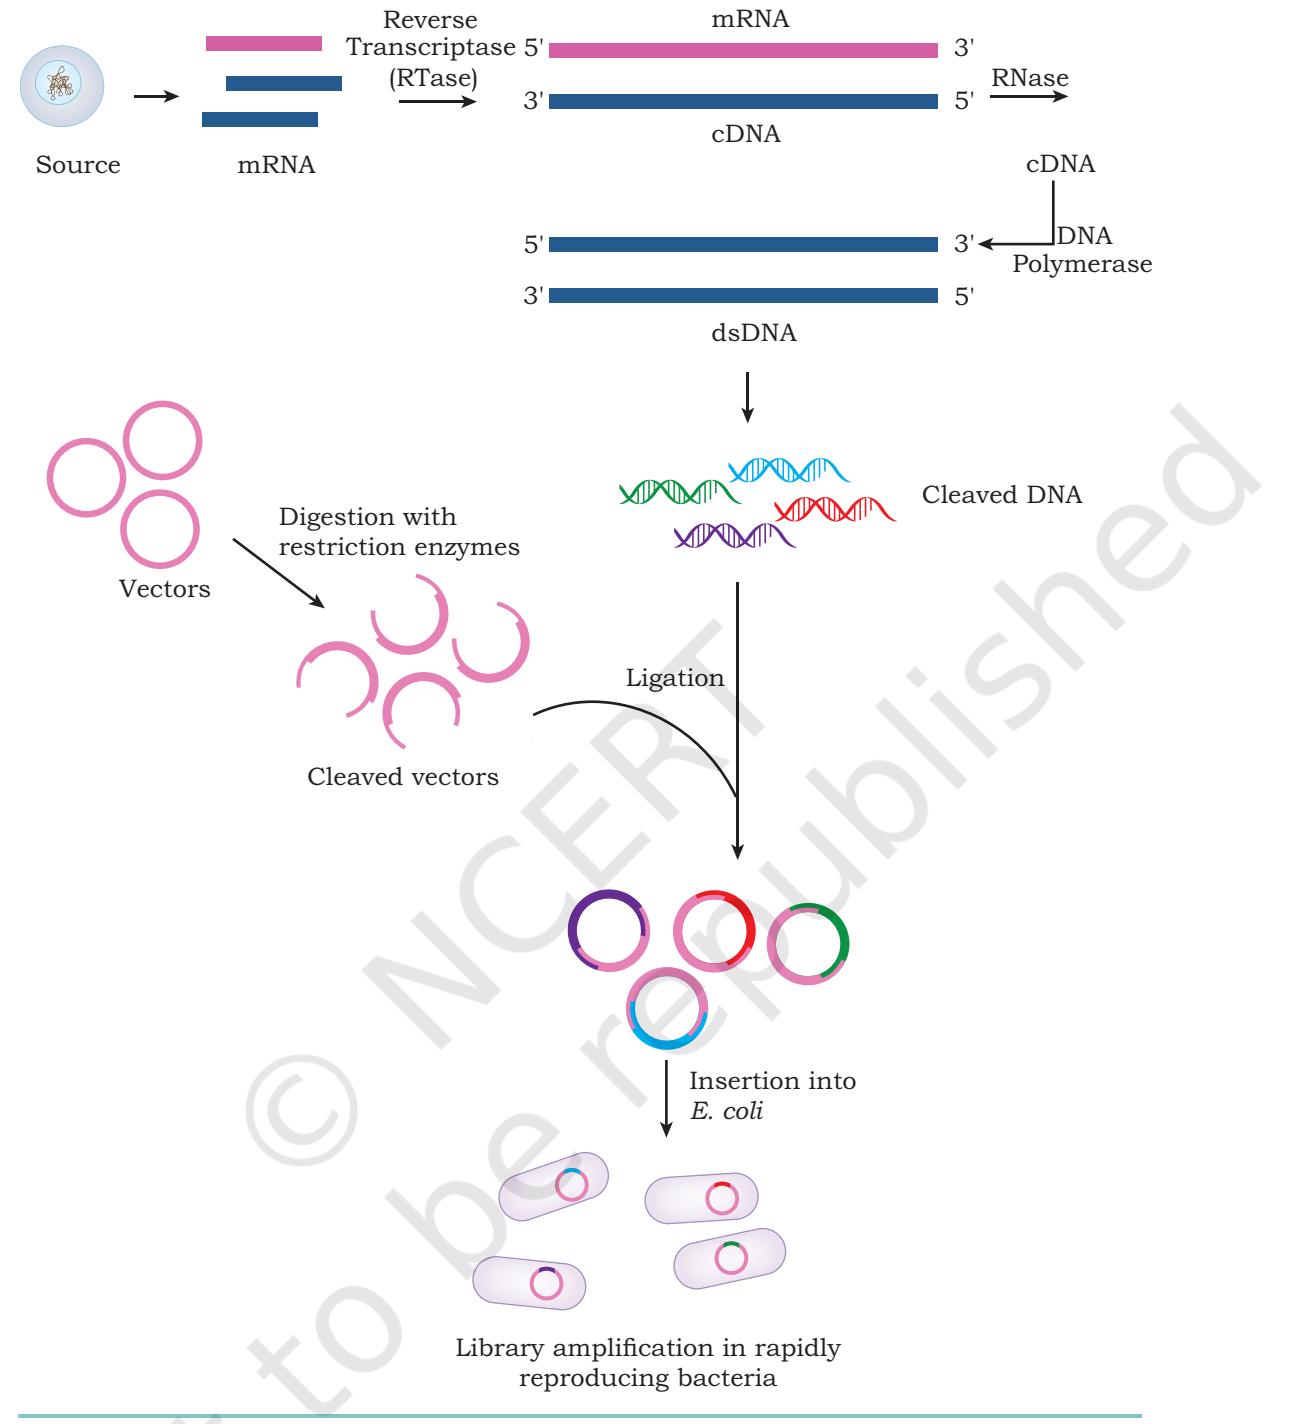 Reverse
Transcriptase
(RTase)
mRNA
5'
3'
3'
5'
cDNA
RNase
Source
mRNA
cDNA
DNA
Polymerase
5'
3'
3'
5'
dsDNA
Cleaved DNA
Vectors
Digestion with
restriction enzymes
Ligation
Cleaved vectors
Insertion into
E. coli
Library amplification in rapidly
reproducing bacteria
© NCERT
to be republished